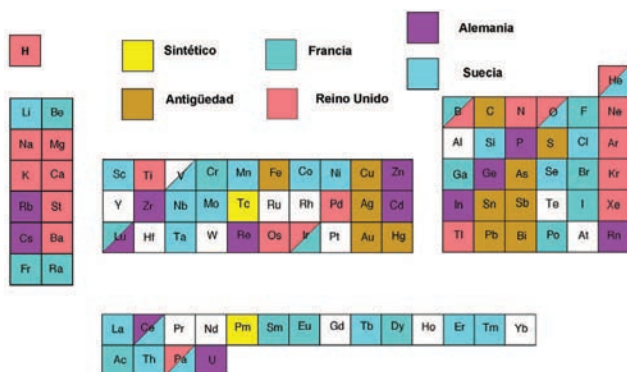 H
Sintético
Francia
Alemania
Suecia
Antigüedad
Reino Unido
He
Li Be
B C N O F Ne
Na Mg
Al Si P S Cl Ar
K Ca
Sc Ti V Cr Mn Fe Co Ni Cu Zn
Ga Ge As Se Br Kr
Rb St
Y Zr Nb Mo Tc Ru Rh Pd Ag Cd
In Sn Sb Te I Xe
Cs Ba
Lu Hf Ta W Re Os Ir Pt Au Hg
Tl Pb Bi Po At Rn
Fr Ra
La Ce Pr Nd Pm Sm Eu Gd Tb Dy Ho Er Tm Yb
Ac Th Pa U